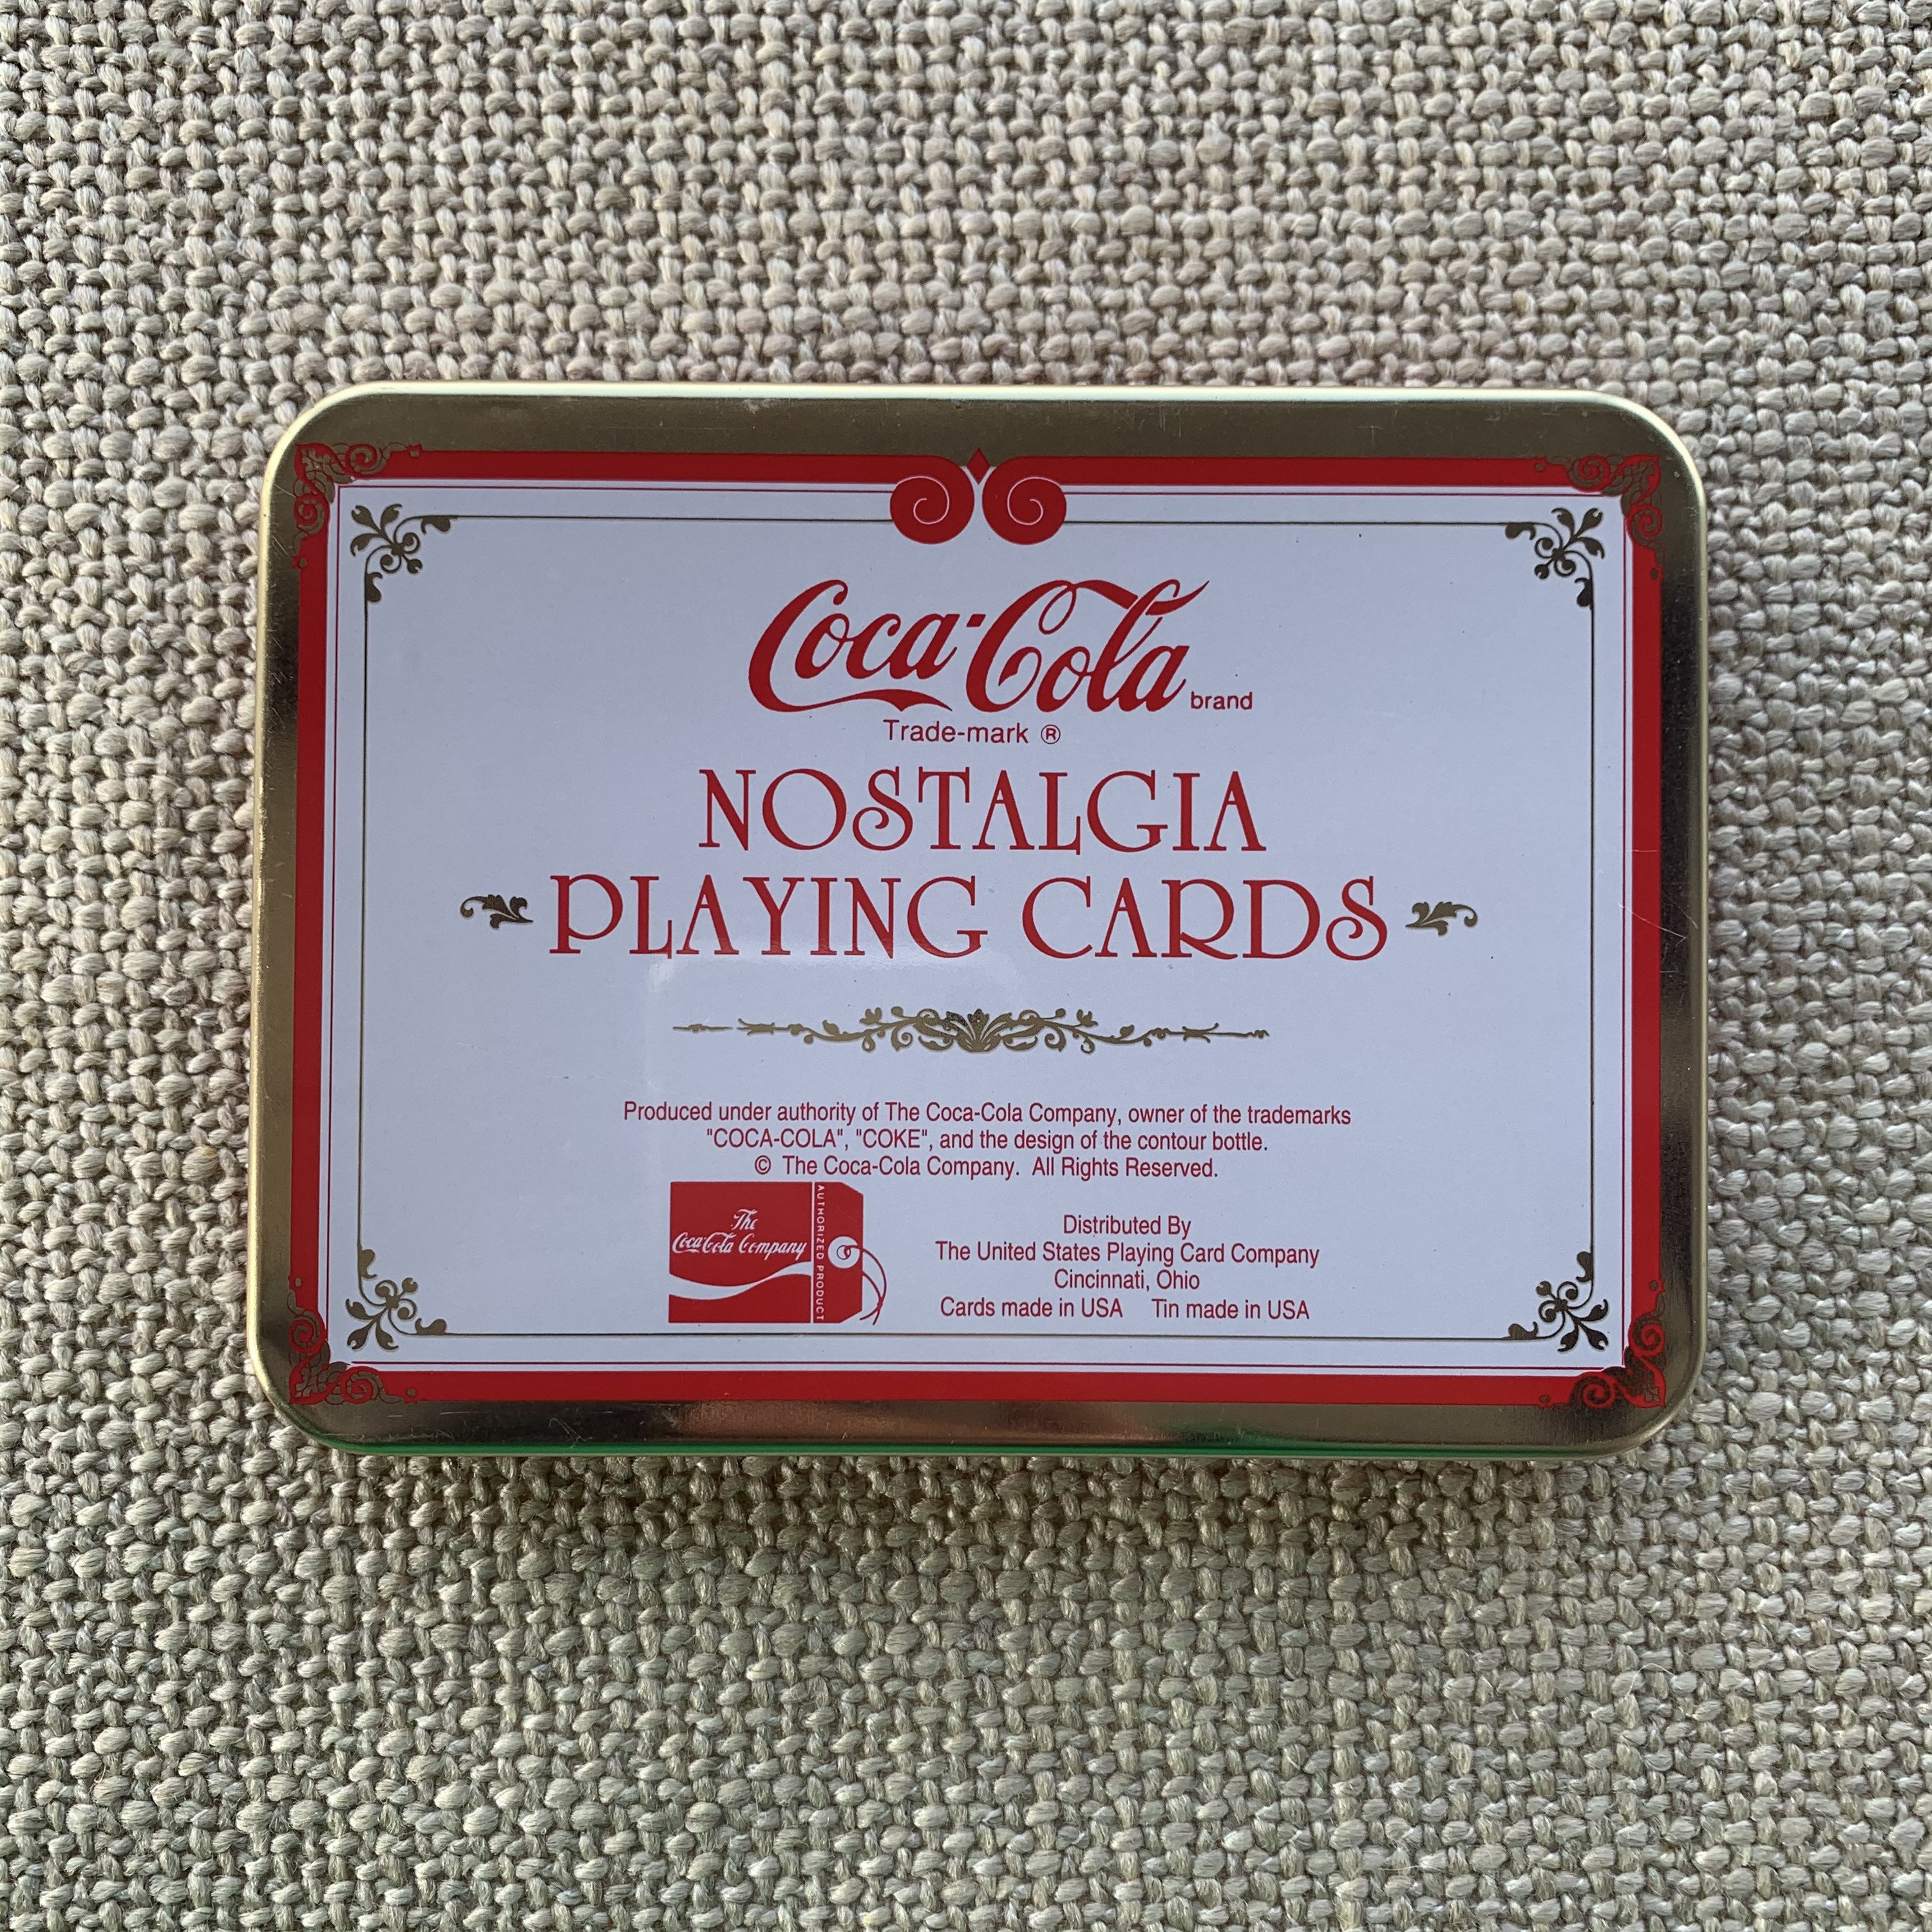 Coca-Cola brand
Trade-mark ®
NOSTALGIA
PLAYING CARDS
Produced under authority of The Coca-Cola Company, owner of the trademarks
"COCA-COLA", "COKE", and the design of the contour bottle.
© The Coca-Cola Company. All Rights Reserved.
The
Coca-Cola Company
AUTHORIZED PRODUCT
Distributed By
The United States Playing Card Company
Cincinnati, Ohio
Cards made in USA Tin made in USA